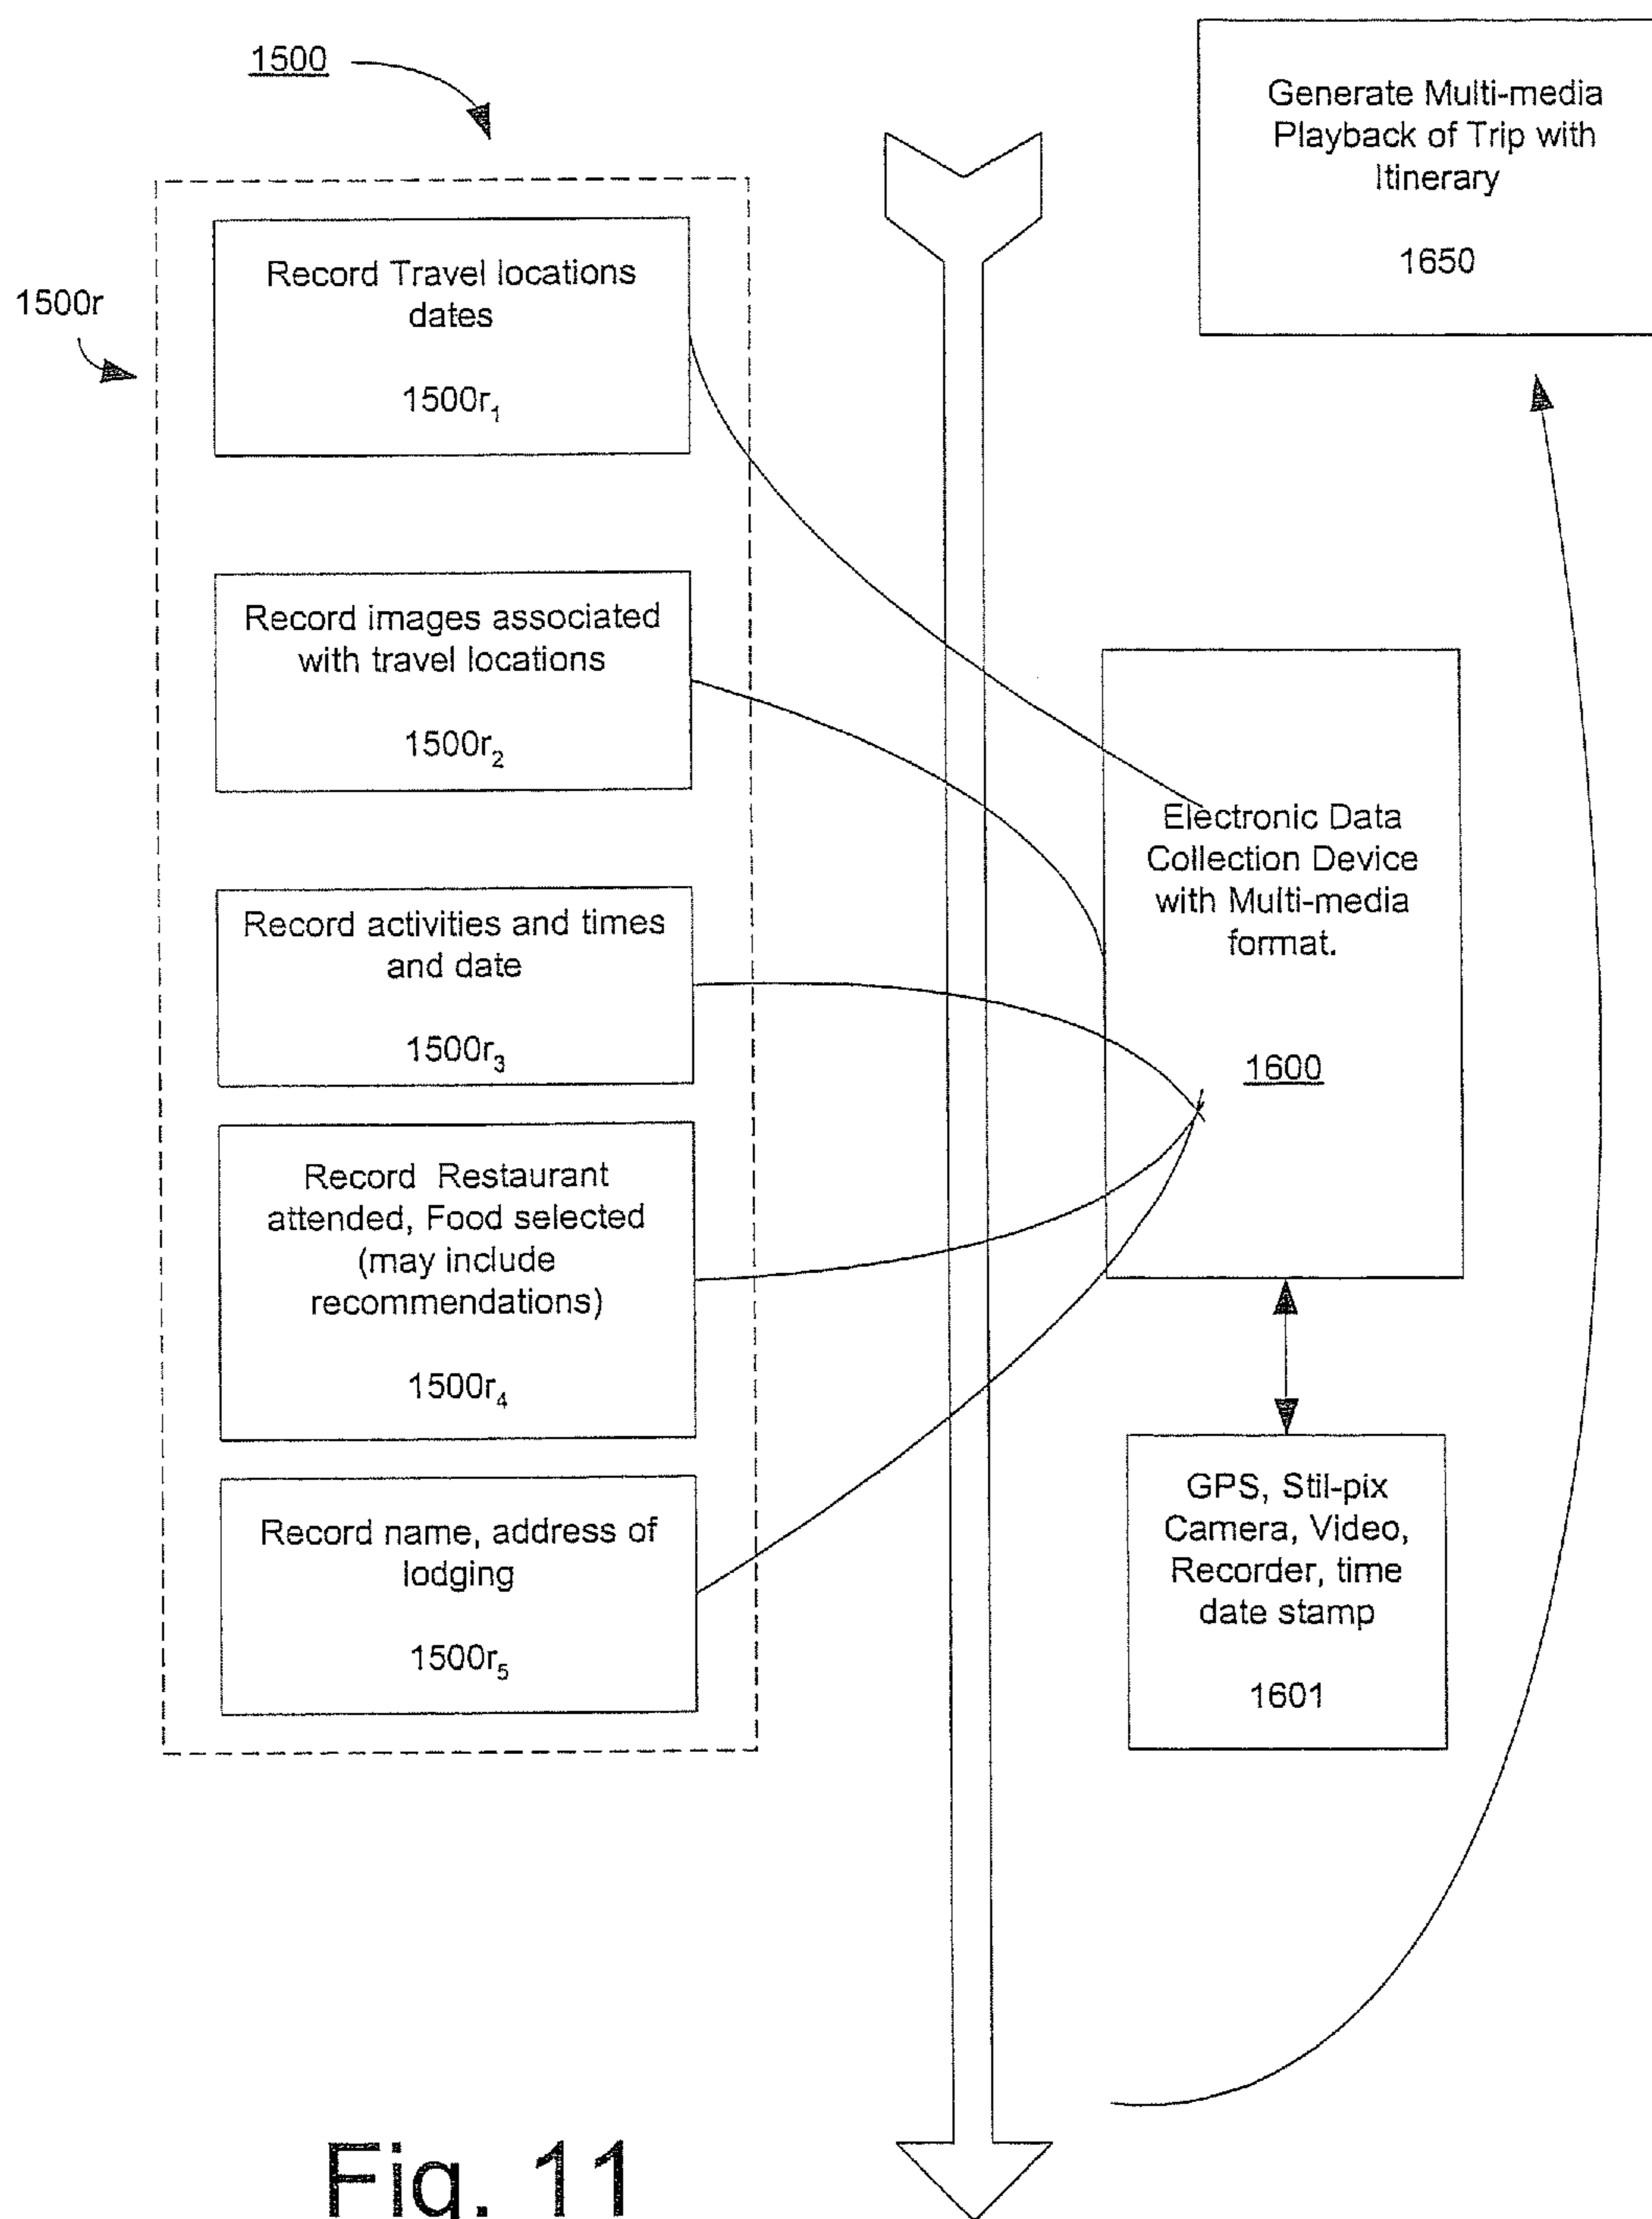 1500
1500r
Record Travel locations
dates
1500r₁
Record images associated
with travel locations
1500r₂
Record activities and times
and date
1500r₃
Record Restaurant
attended, Food selected
(may include
recommendations)
1500r₄
Record name, address of
lodging
1500r₅
Generate Multi-media
Playback of Trip with
Itinerary
1650
Electronic Data
Collection Device
with Multi-media
format.
1600
GPS, Stil-pix
Camera, Video,
Recorder, time
date stamp
1601
Fig. 11